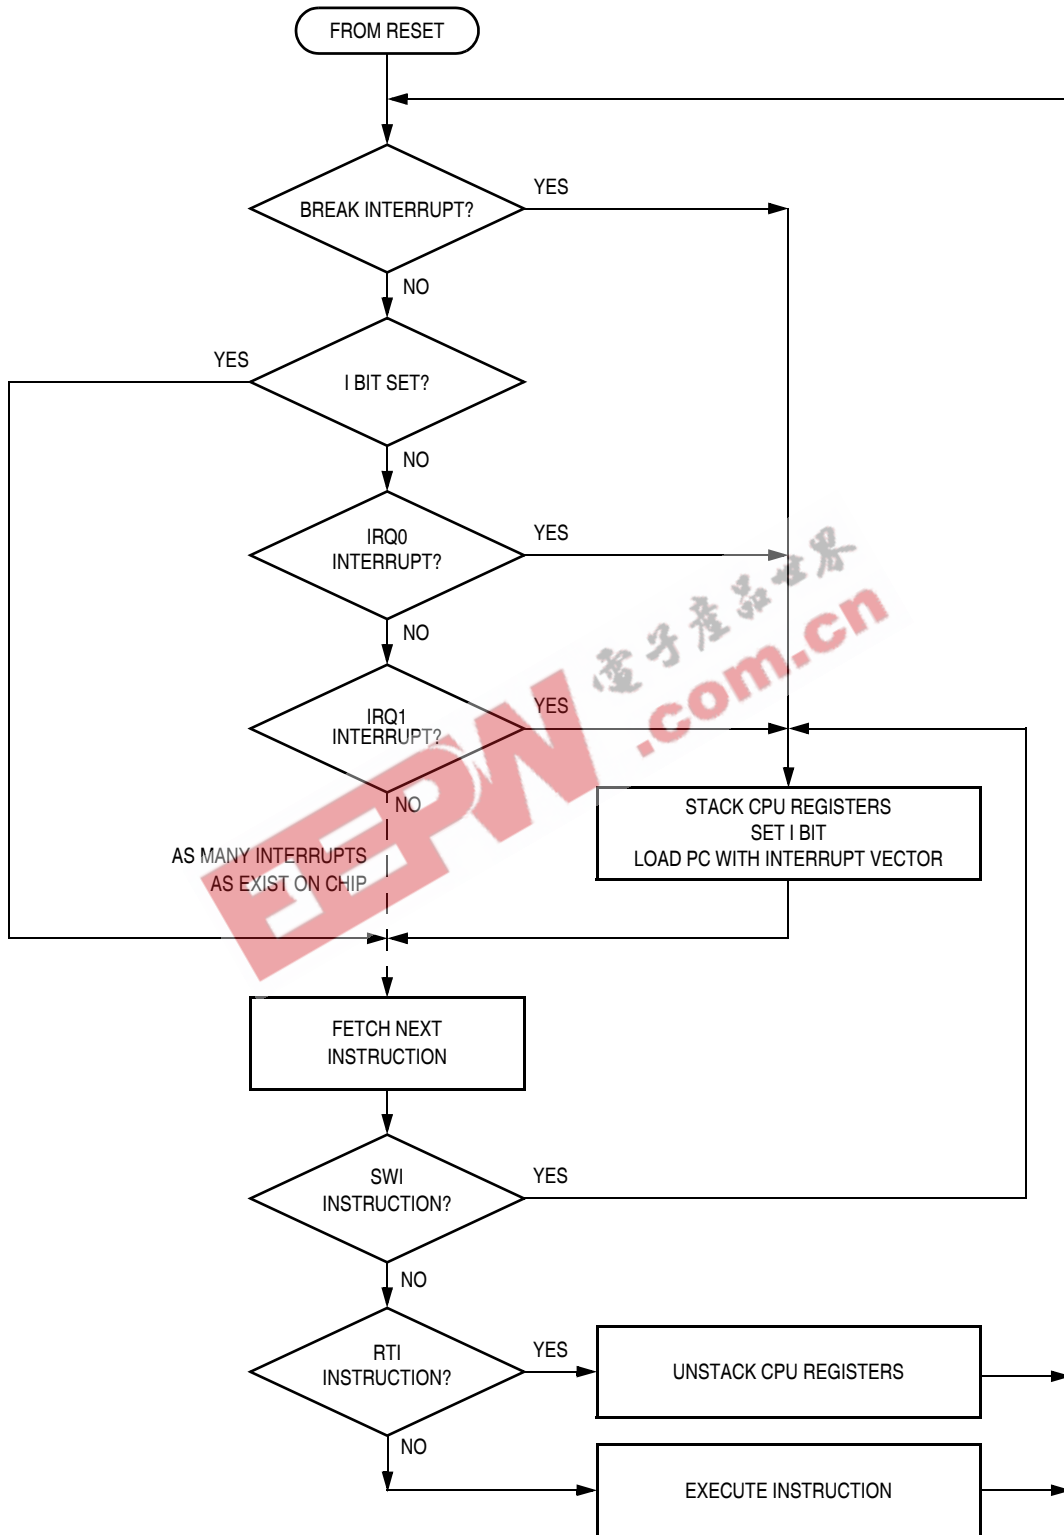 FROM RESET
BREAK INTERRUPT?
YES
NO
YES
I BIT SET?
NO
IRQ0
INTERRUPT?
YES
NO
IRQ1
INTERRUPT?
YES
NO
STACK CPU REGISTERS
SET I BIT
LOAD PC WITH INTERRUPT VECTOR
AS MANY INTERRUPTS
AS EXIST ON CHIP
EEPW
電子產品世界
.com.cn
FETCH NEXT
INSTRUCTION
SWI
INSTRUCTION?
YES
NO
RTI
INSTRUCTION?
YES
UNSTACK CPU REGISTERS
NO
EXECUTE INSTRUCTION